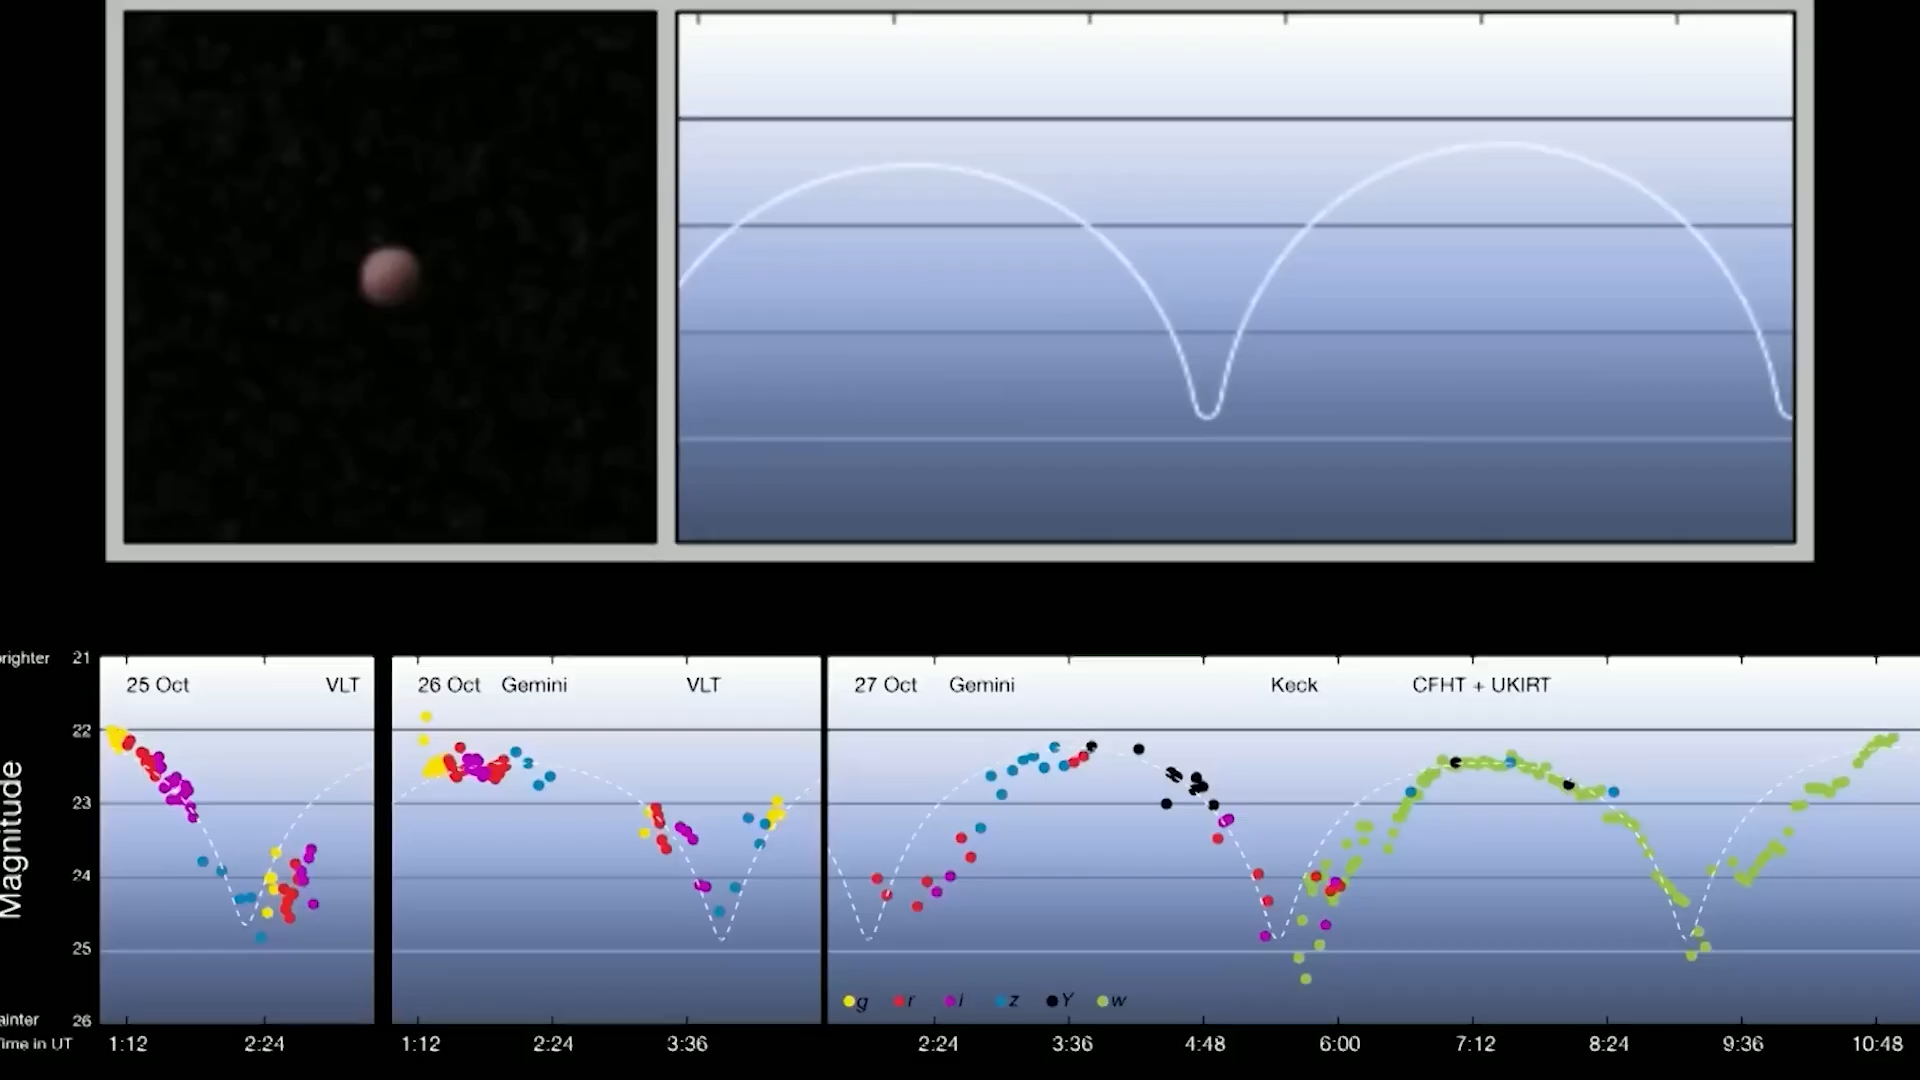 21
25 Oct VLT 26 Oct Gemini VLT 27 Oct Gemini Keck CFHT + UKIRT
22
23
Magnitude
24
25
g r i z Y w
26
Time in UT 1:12 2:24 1:12 2:24 3:36 2:24 3:36 4:48 6:00 7:12 8:24 9:36 10:48